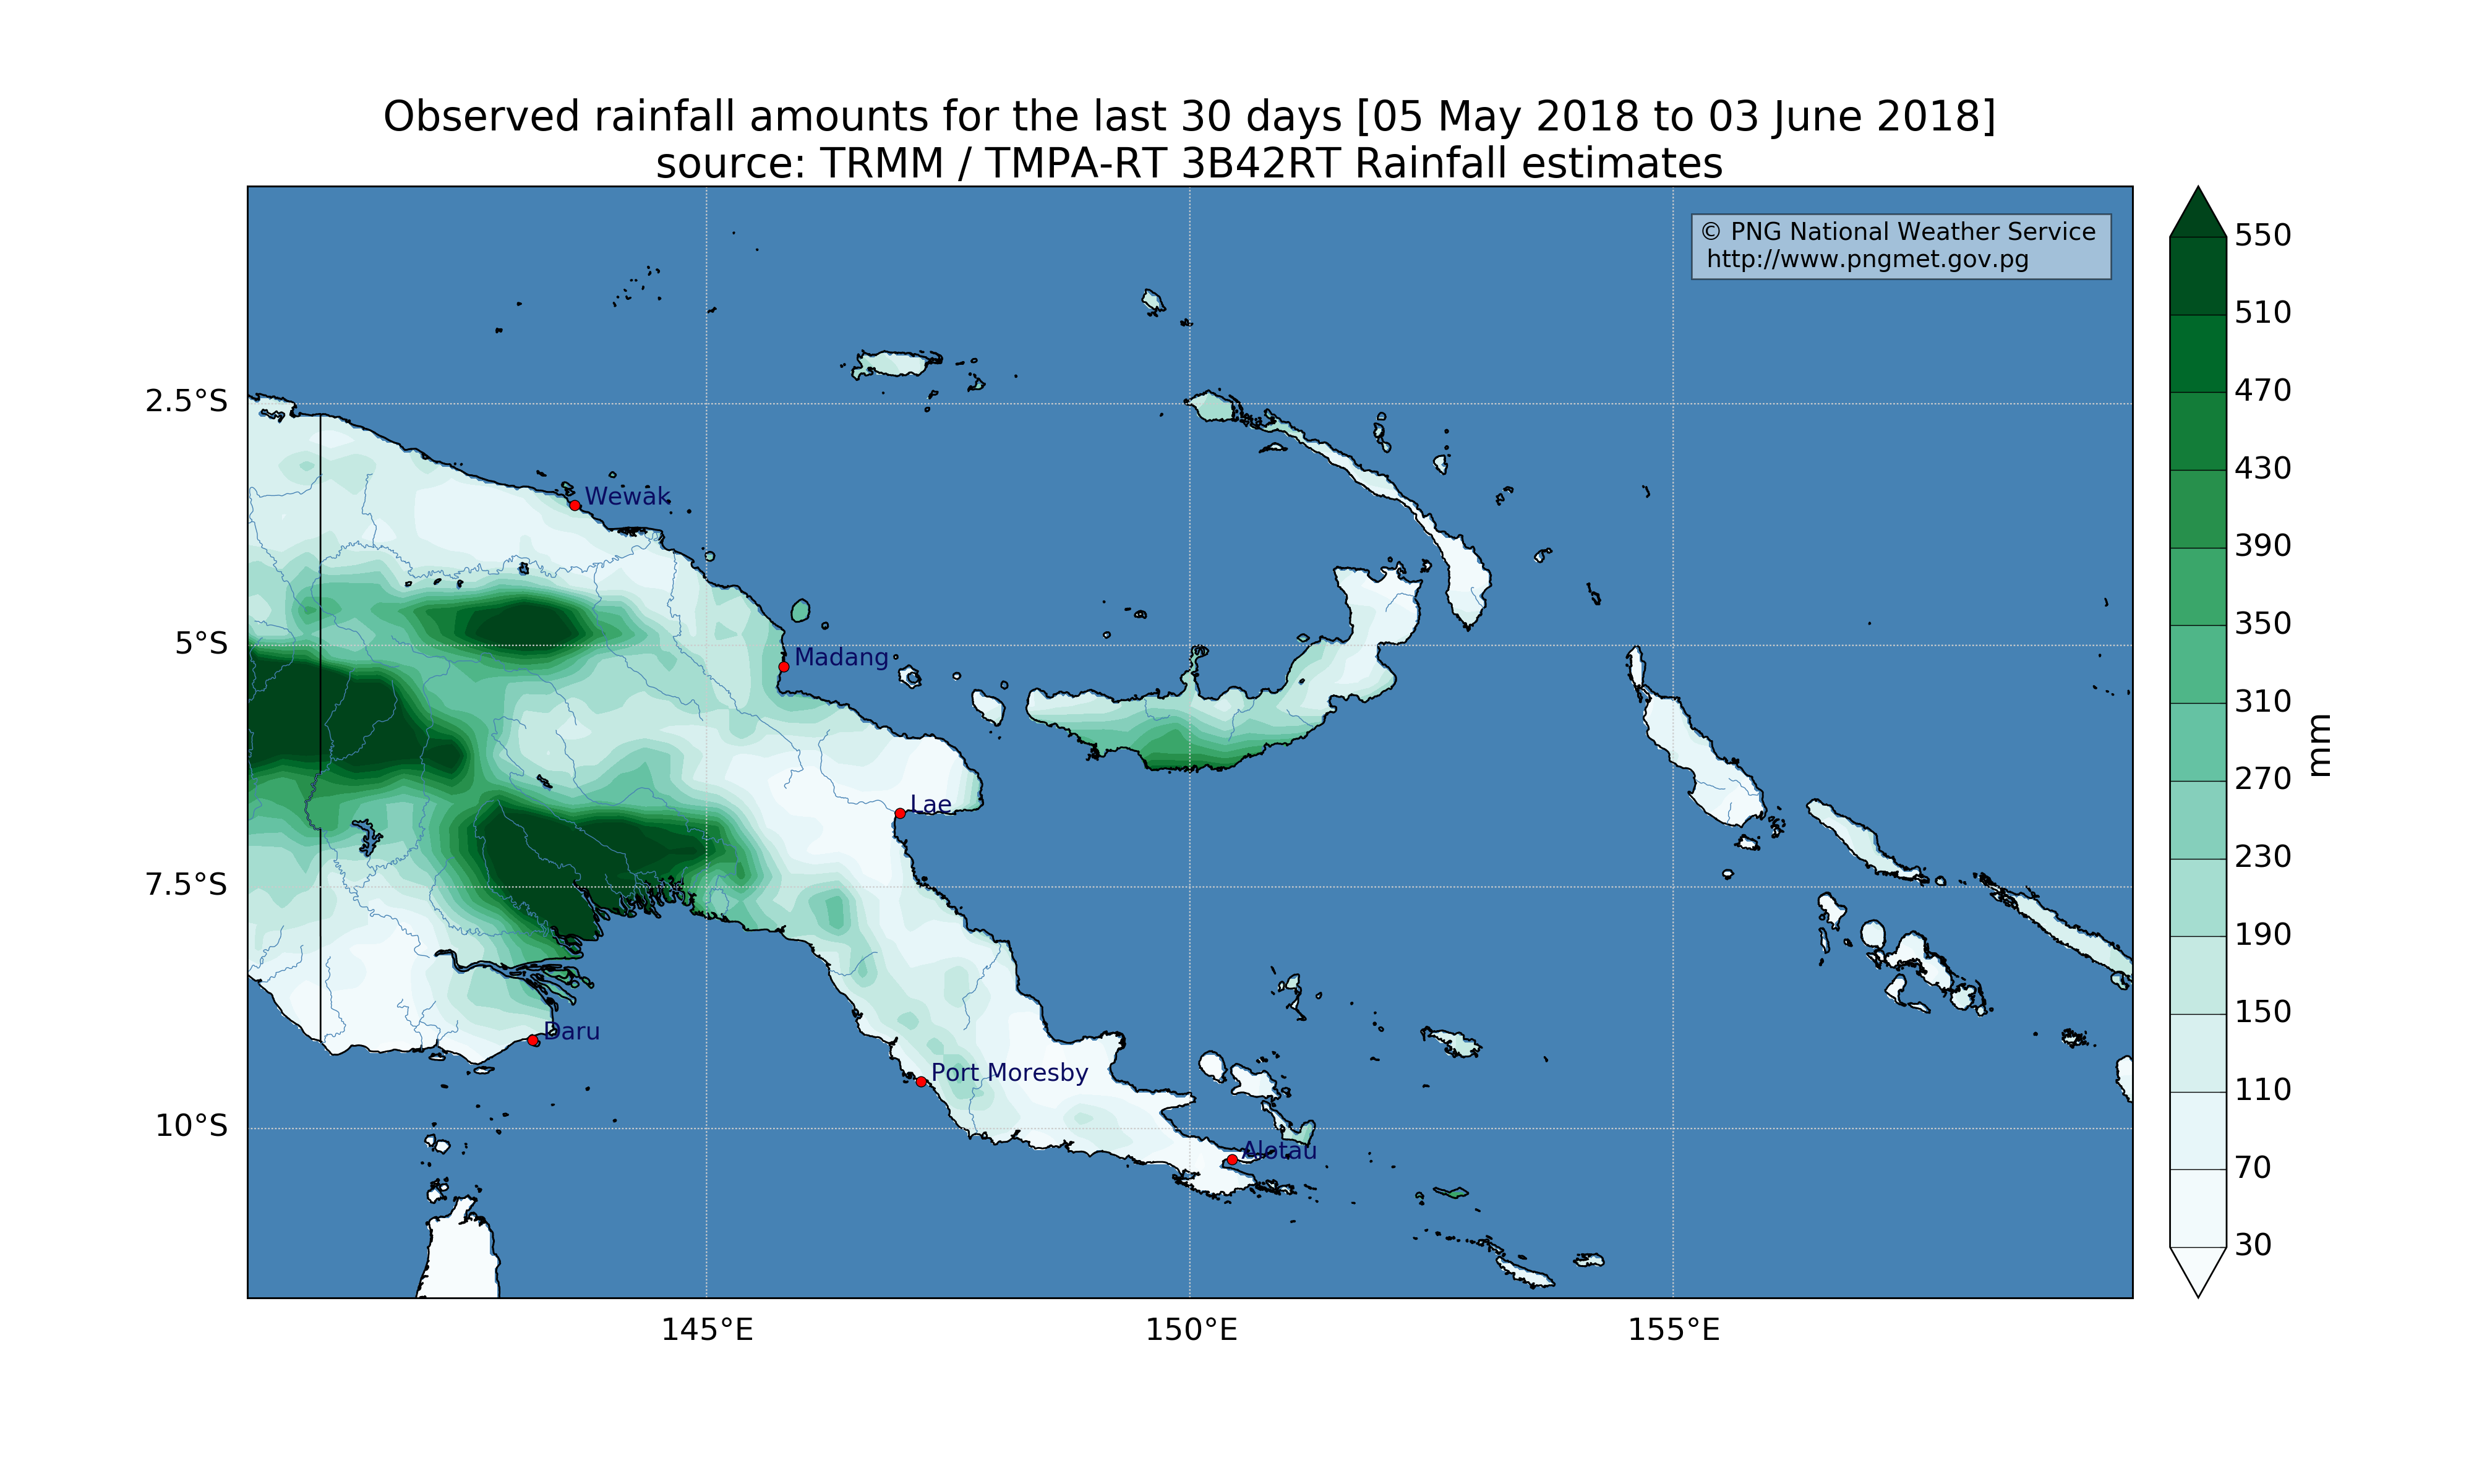 Observed rainfall amounts for the last 30 days [05 May 2018 to 03 June 2018]
source: TRMM / TMPA-RT 3B42RT Rainfall estimates
© PNG National Weather Service
http://www.pngmet.gov.pg
2.5°S
5°S
7.5°S
10°S
145°E
150°E
155°E
Wewak
Madang
Lae
Daru
Port Moresby
Alotau
550
510
470
430
390
350
310
270
230
190
150
110
70
30
mm